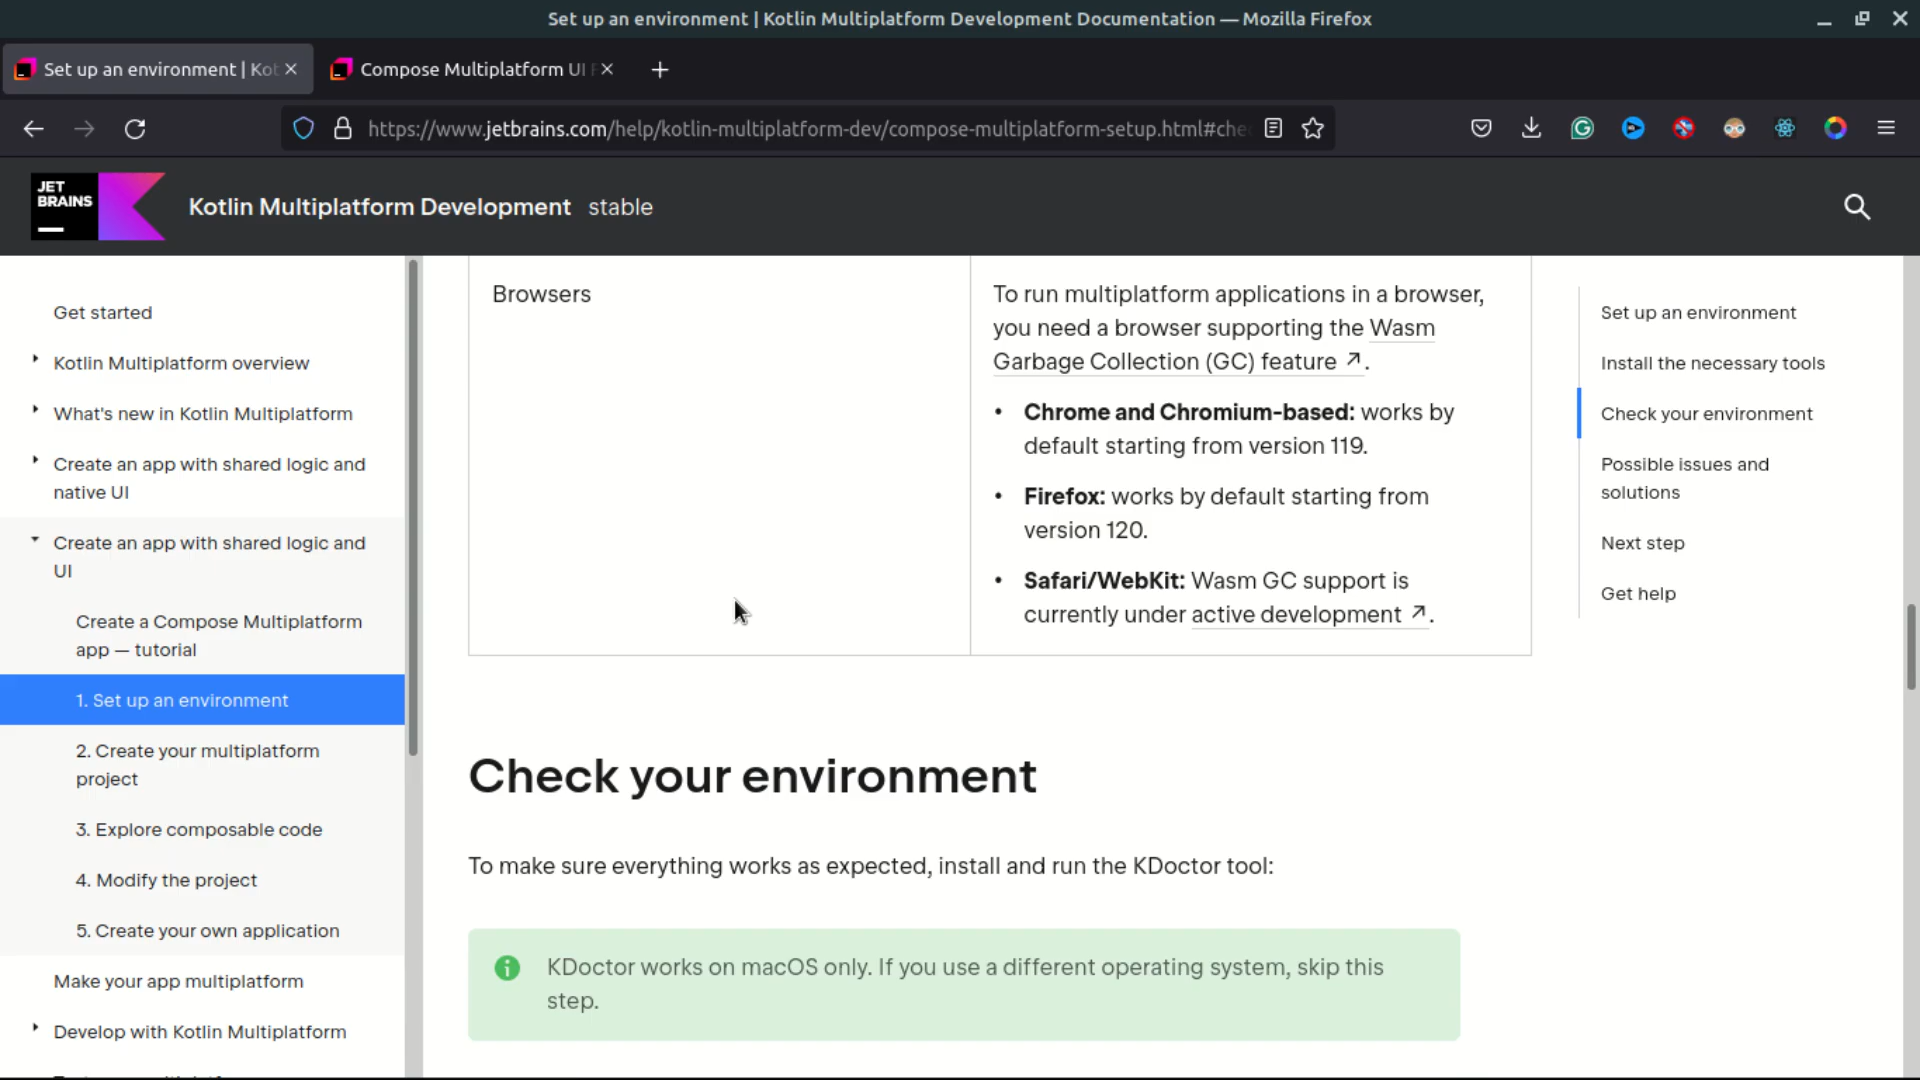 Set up an environment | Kotlin Multiplatform Development Documentation — Mozilla Firefox
Set up an environment | Kot
Compose Multiplatform UI F
https://www.jetbrains.com/help/kotlin-multiplatform-dev/compose-multiplatform-setup.html#che
JET
BRAINS
Kotlin Multiplatform Development stable
Get started
Kotlin Multiplatform overview
What's new in Kotlin Multiplatform
Create an app with shared logic and
native UI
Create an app with shared logic and
UI
Create a Compose Multiplatform
app — tutorial
1. Set up an environment
2. Create your multiplatform
project
3. Explore composable code
4. Modify the project
5. Create your own application
Make your app multiplatform
Develop with Kotlin Multiplatform
Browsers
To run multiplatform applications in a browser,
you need a browser supporting the Wasm
Garbage Collection (GC) feature ↗.
• Chrome and Chromium-based: works by
default starting from version 119.
• Firefox: works by default starting from
version 120.
• Safari/WebKit: Wasm GC support is
currently under active development ↗.
Check your environment
To make sure everything works as expected, install and run the KDoctor tool:
KDoctor works on macOS only. If you use a different operating system, skip this
step.
Set up an environment
Install the necessary tools
Check your environment
Possible issues and
solutions
Next step
Get help